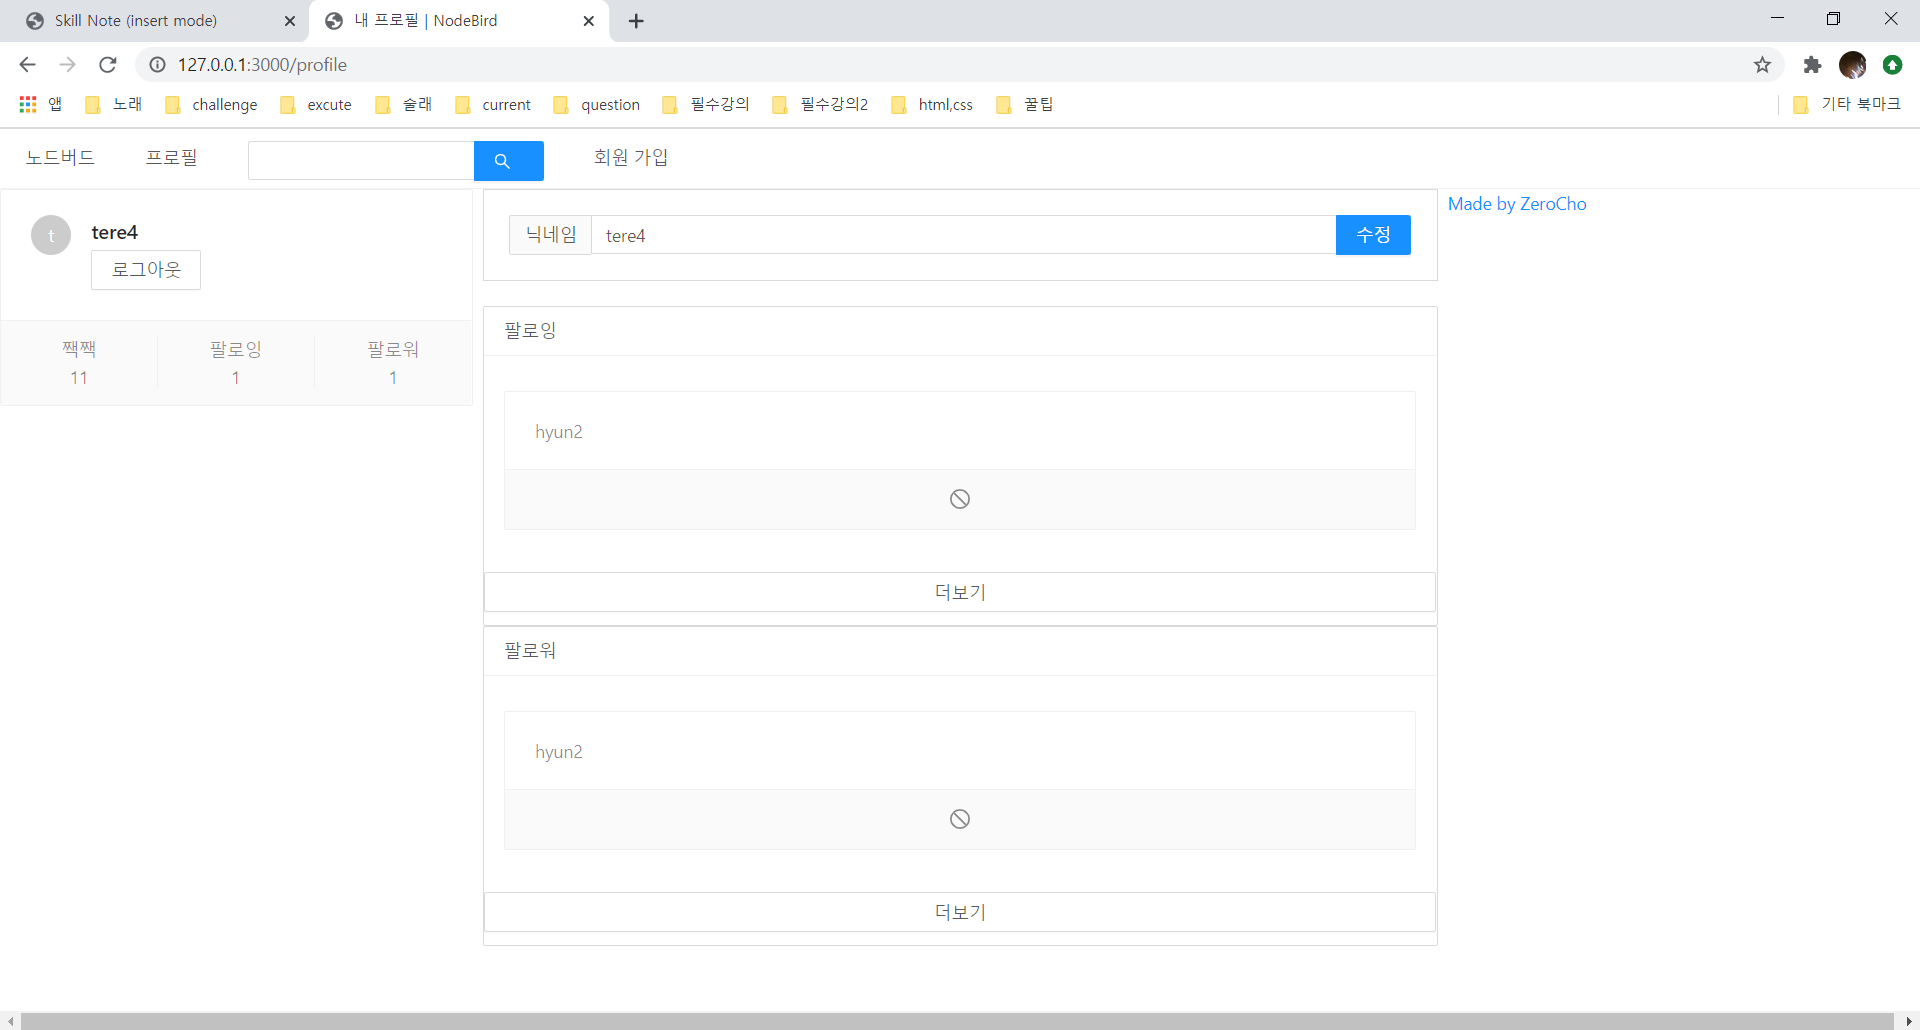 Skill Note (insert mode)
내 프로필 | NodeBird
127.0.0.1:3000/profile
앱 노래 challenge excute 술래 current question 필수강의 필수강의2 html,css 꿀팁 기타 북마크
노드버드 프로필 회원 가입
t
tere4
로그아웃
짹짹 팔로잉 팔로워
11 1 1
닉네임 tere4 수정
팔로잉
hyun2
더보기
팔로워
hyun2
더보기
Made by ZeroCho